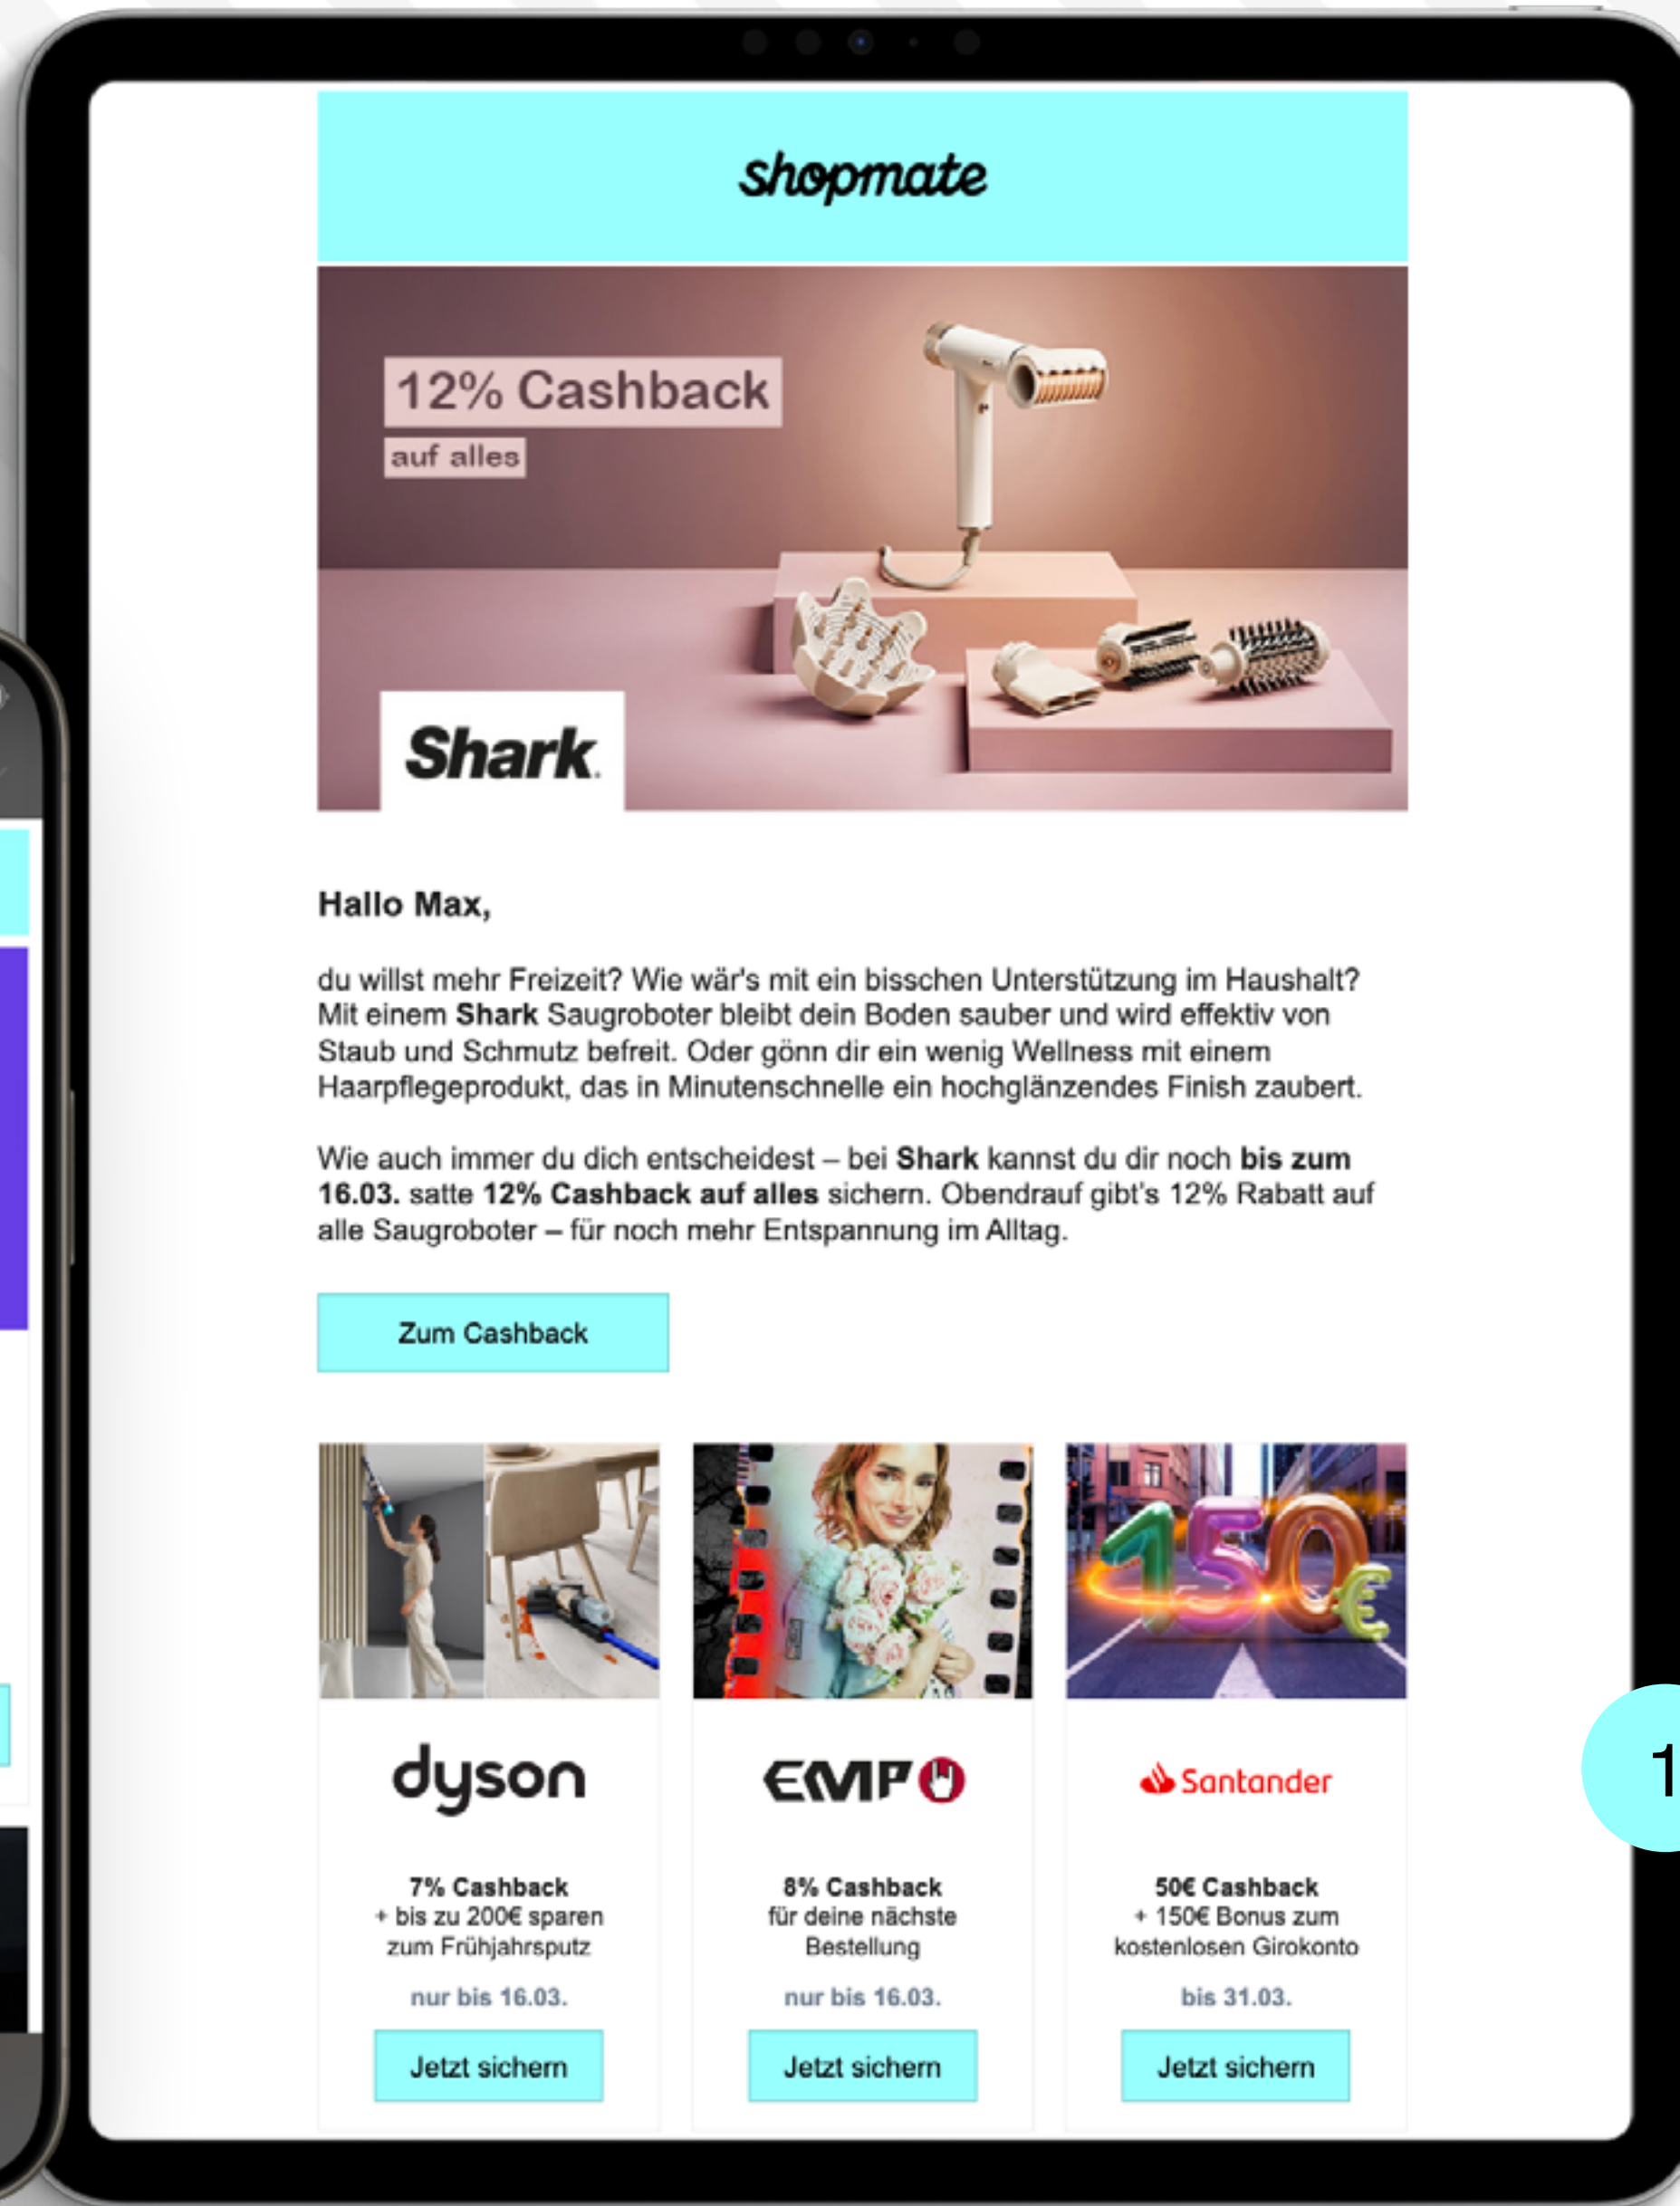 shopmate
12% Cashback
auf alles
Shark.
Hallo Max,
du willst mehr Freizeit? Wie wär's mit ein bisschen Unterstützung im Haushalt?
Mit einem Shark Saugroboter bleibt dein Boden sauber und wird effektiv von
Staub und Schmutz befreit. Oder gönn dir ein wenig Wellness mit einem
Haarpflegeprodukt, das in Minutenschnelle ein hochglänzendes Finish zaubert.
Wie auch immer du dich entscheidest – bei Shark kannst du dir noch bis zum
16.03. satte 12% Cashback auf alles sichern. Obendrauf gibt's 12% Rabatt auf
alle Saugroboter – für noch mehr Entspannung im Alltag.
Zum Cashback
150€
dyson
7% Cashback
+ bis zu 200€ sparen
zum Frühjahrsputz
nur bis 16.03.
Jetzt sichern
EMP
8% Cashback
für deine nächste
Bestellung
nur bis 16.03.
Jetzt sichern
Santander
50€ Cashback
+ 150€ Bonus zum
kostenlosen Girokonto
bis 31.03.
Jetzt sichern
1